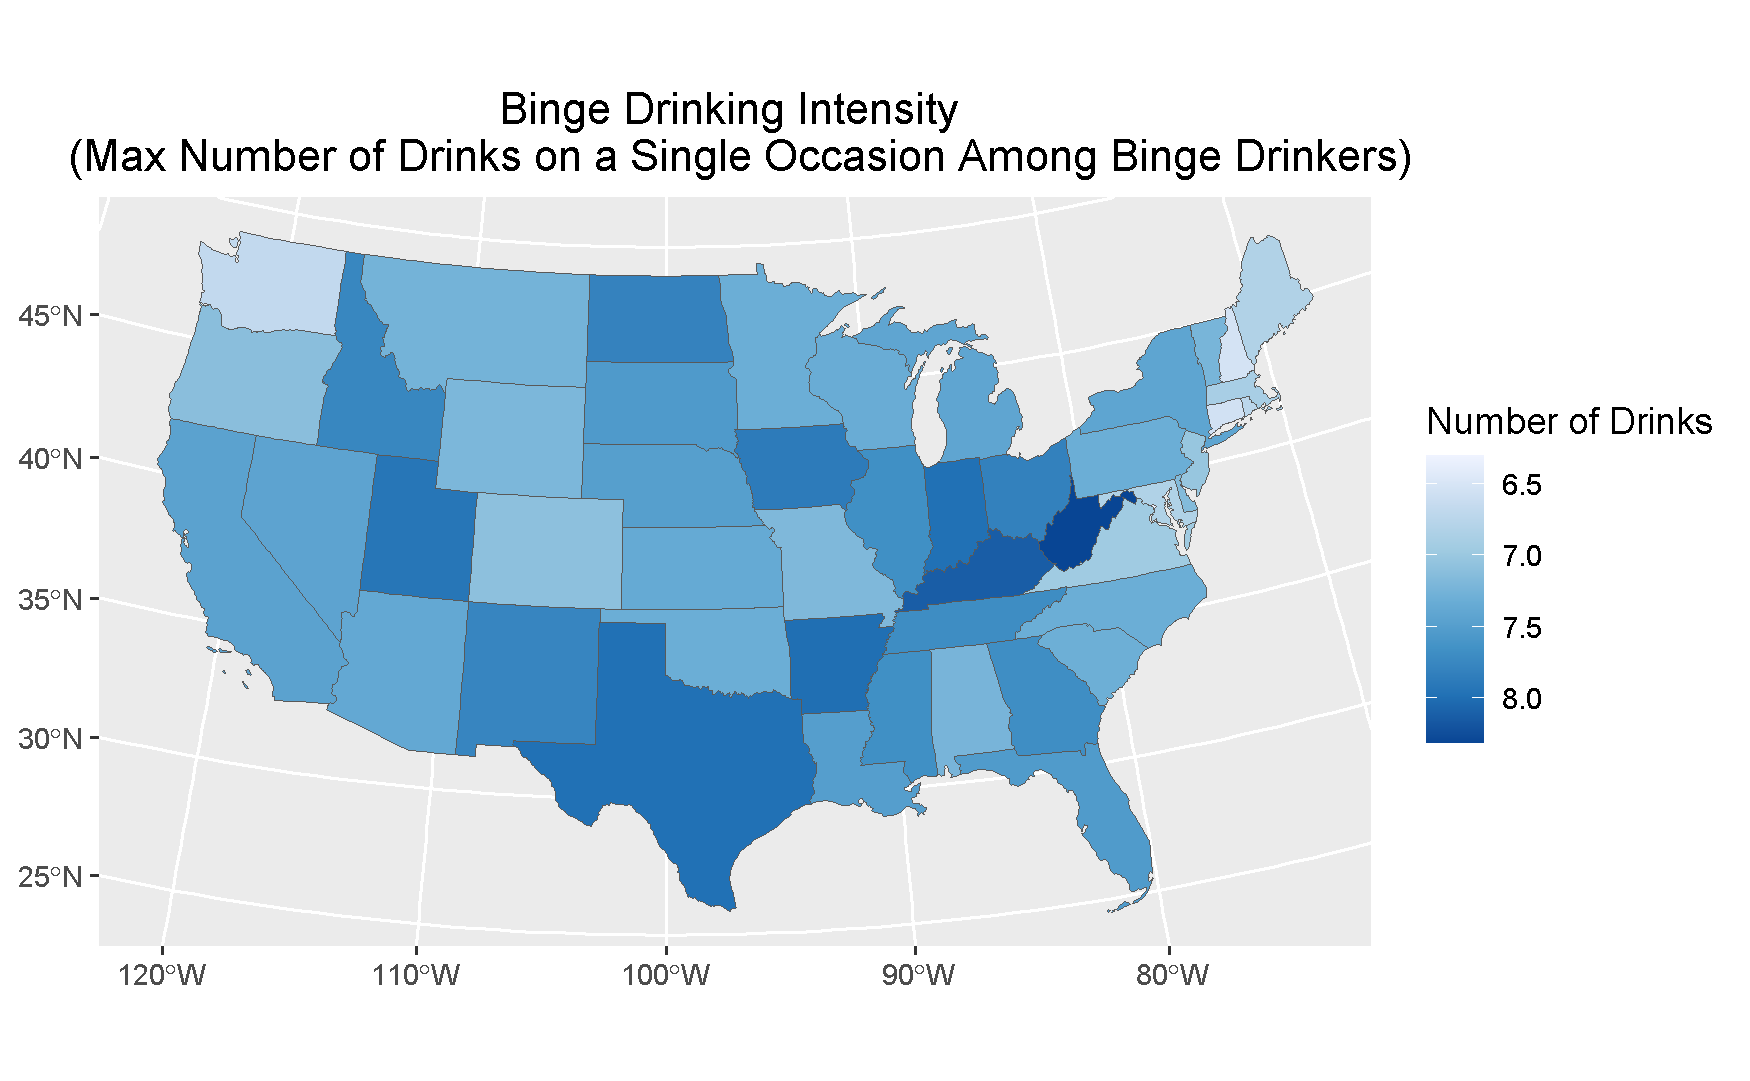 Binge Drinking Intensity
(Max Number of Drinks on a Single Occasion Among Binge Drinkers)
45°N
40°N
35°N
30°N
25°N
120°W 110°W 100°W 90°W 80°W
Number of Drinks
6.5
7.0
7.5
8.0